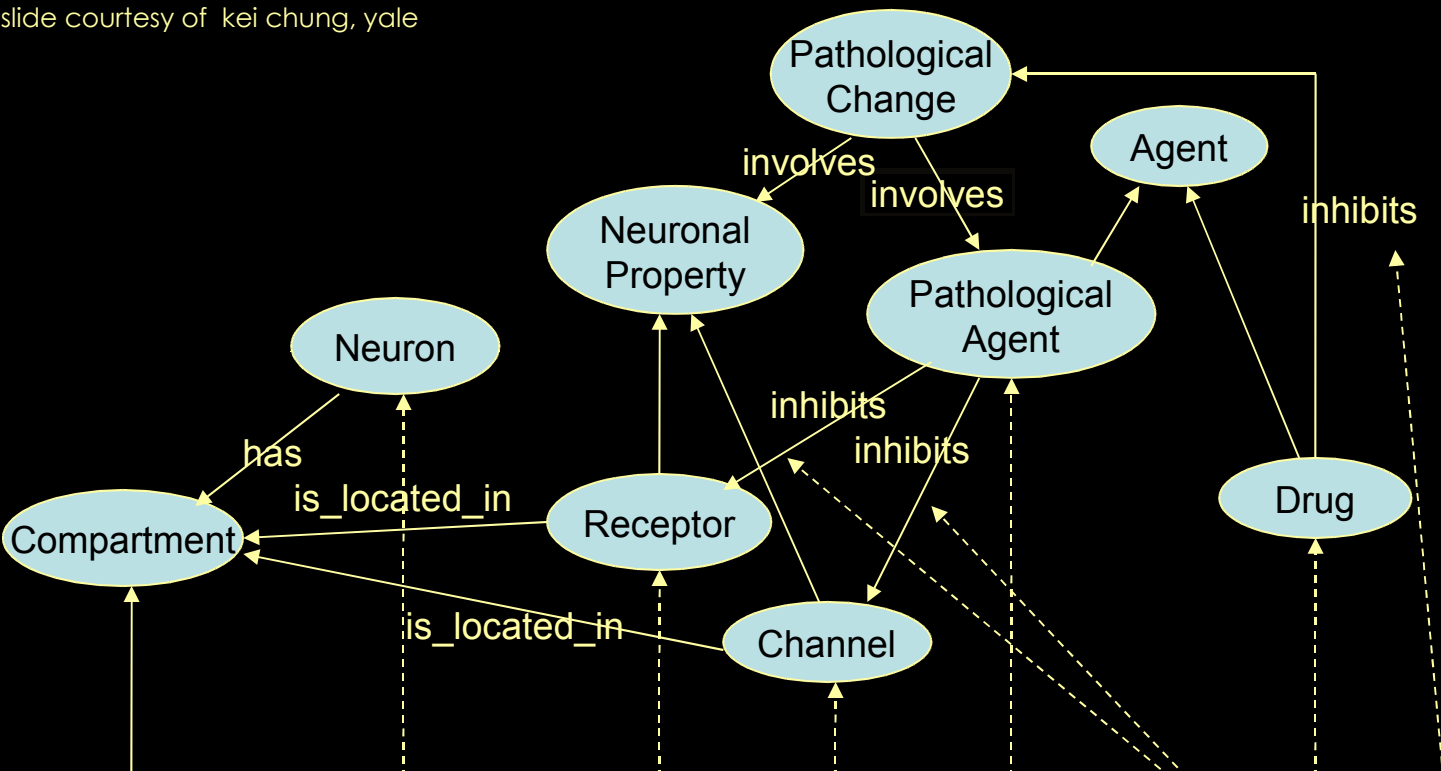 slide courtesy of  kei chung, yale
Pathological
Change
Agent
involves
involves
inhibits
Neuronal
Property
Pathological
Agent
Neuron
inhibits
inhibits
has
is_located_in
Drug
Receptor
Compartment
is_located_in
Channel